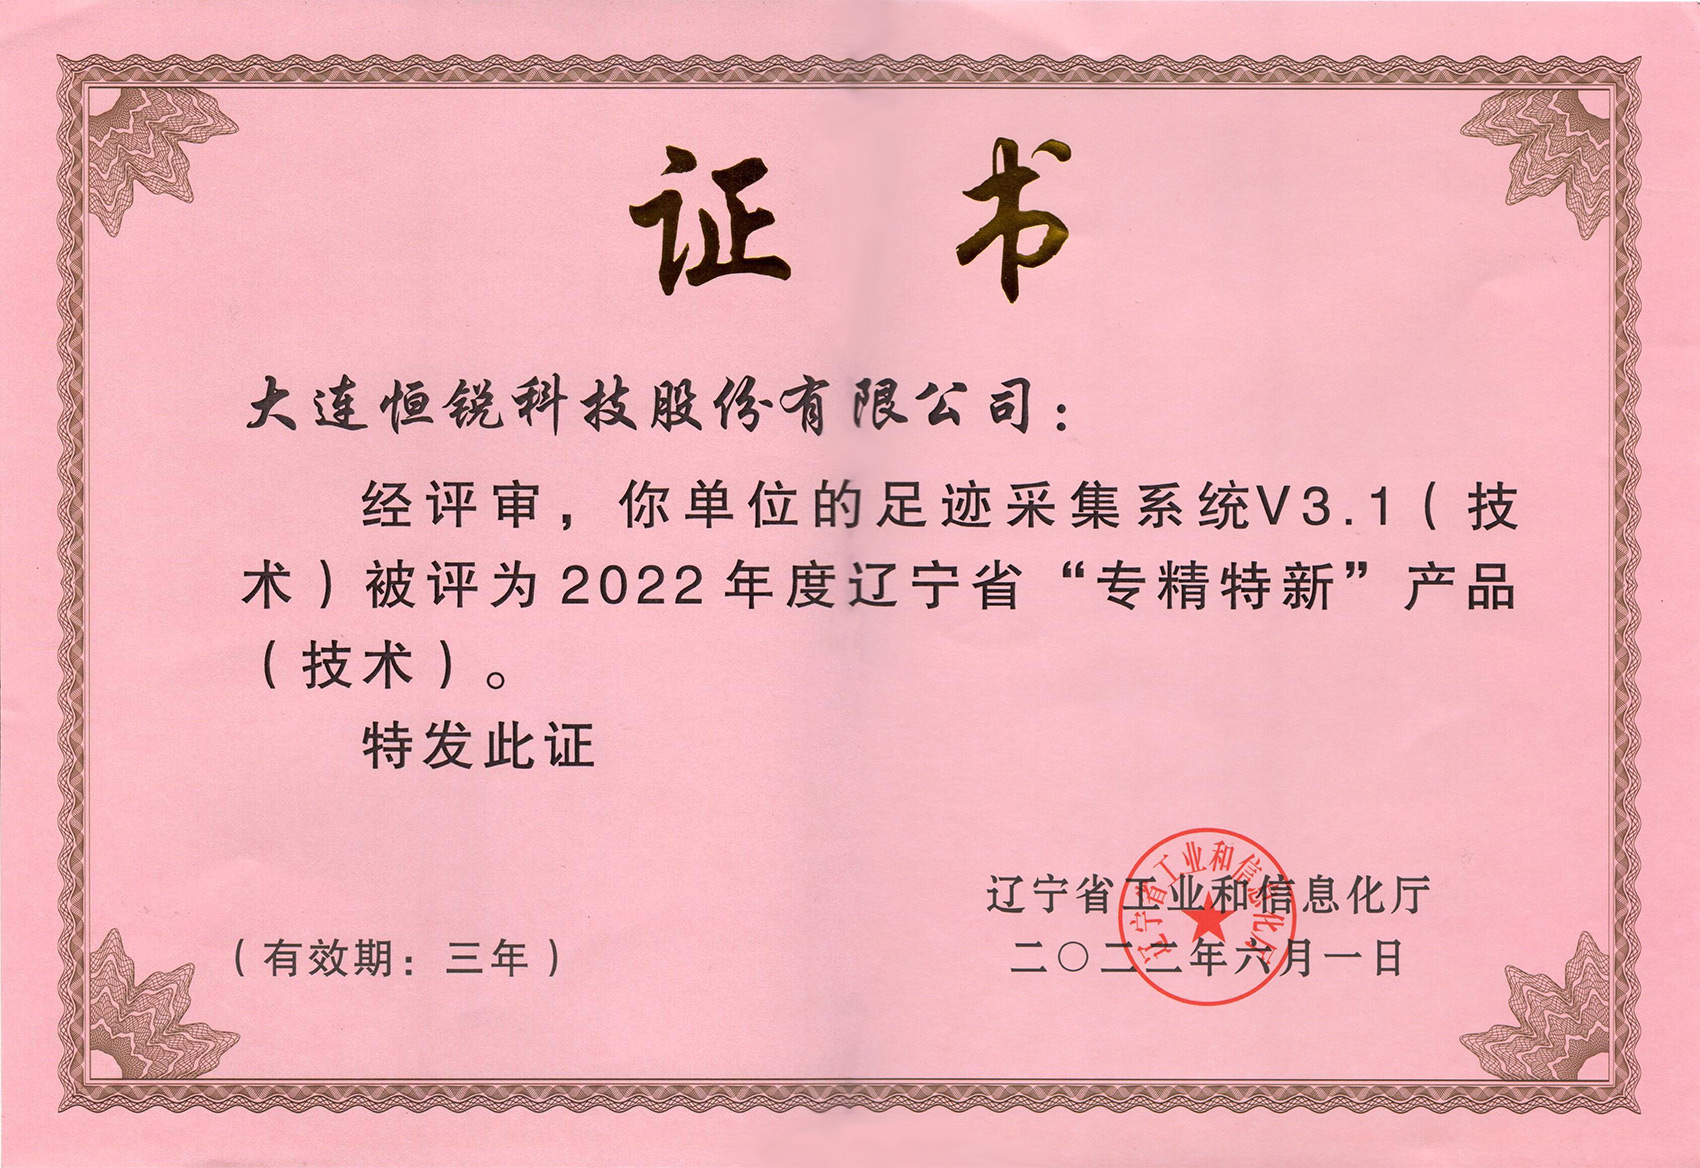 证 书
大连恒锐科技股份有限公司：
经评审，你单位的足迹采集系统V3.1（技
术）被评为2022年度辽宁省“专精特新”产品
（技术）。
特发此证
辽宁省工业和信息化厅
辽宁省工业和信息化厅
（有效期：三年）
二〇二二年六月一日